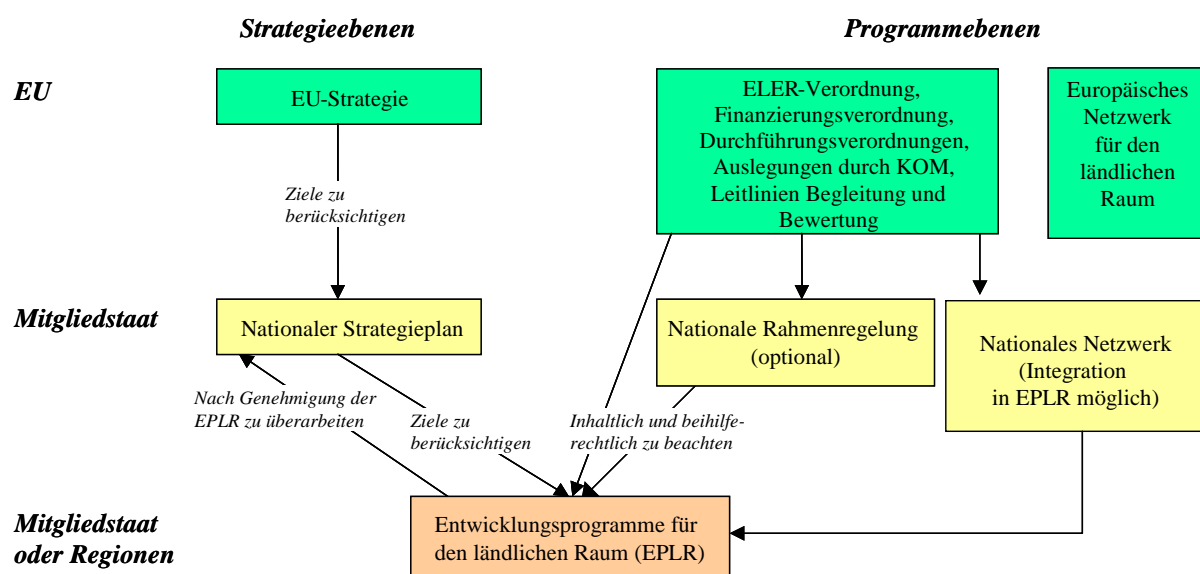 Strategieebenen
Programmebenen
EU
EU-Strategie
ELER-Verordnung,
Finanzierungsverordnung,
Durchführungsverordnungen,
Auslegungen durch KOM,
Leitlinien Begleitung und
Bewertung
Europäisches
Netzwerk
für den
ländlichen
Raum
Ziele zu
berücksichtigen
Mitgliedstaat
Nationaler Strategieplan
Nationale Rahmenregelung
(optional)
Nationales Netzwerk
(Integration
in EPLR möglich)
Nach Genehmigung der
EPLR zu überarbeiten
Ziele zu
berücksichtigen
Inhaltlich und beihilfe-
rechtlich zu beachten
Mitgliedstaat
oder Regionen
Entwicklungsprogramme für
den ländlichen Raum (EPLR)